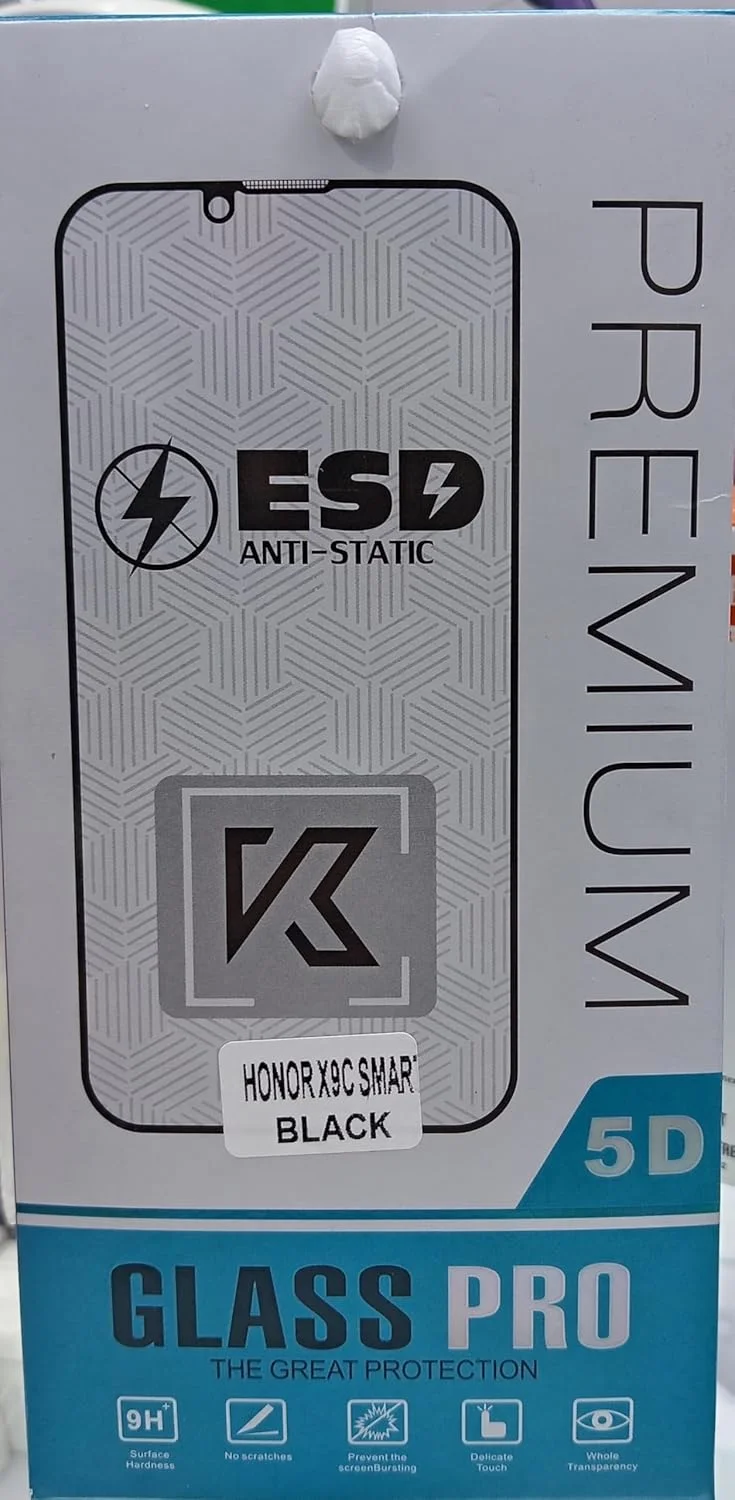 PREMIUM
ESD
ANTI-STATIC
K
HONOR X9C SMAR
BLACK
5D
GLASS PRO
THE GREAT PROTECTION
9H+
Surface
Hardness
No scratches
Prevent the
screenBursting
Delicate
Touch
Whole
Transparency